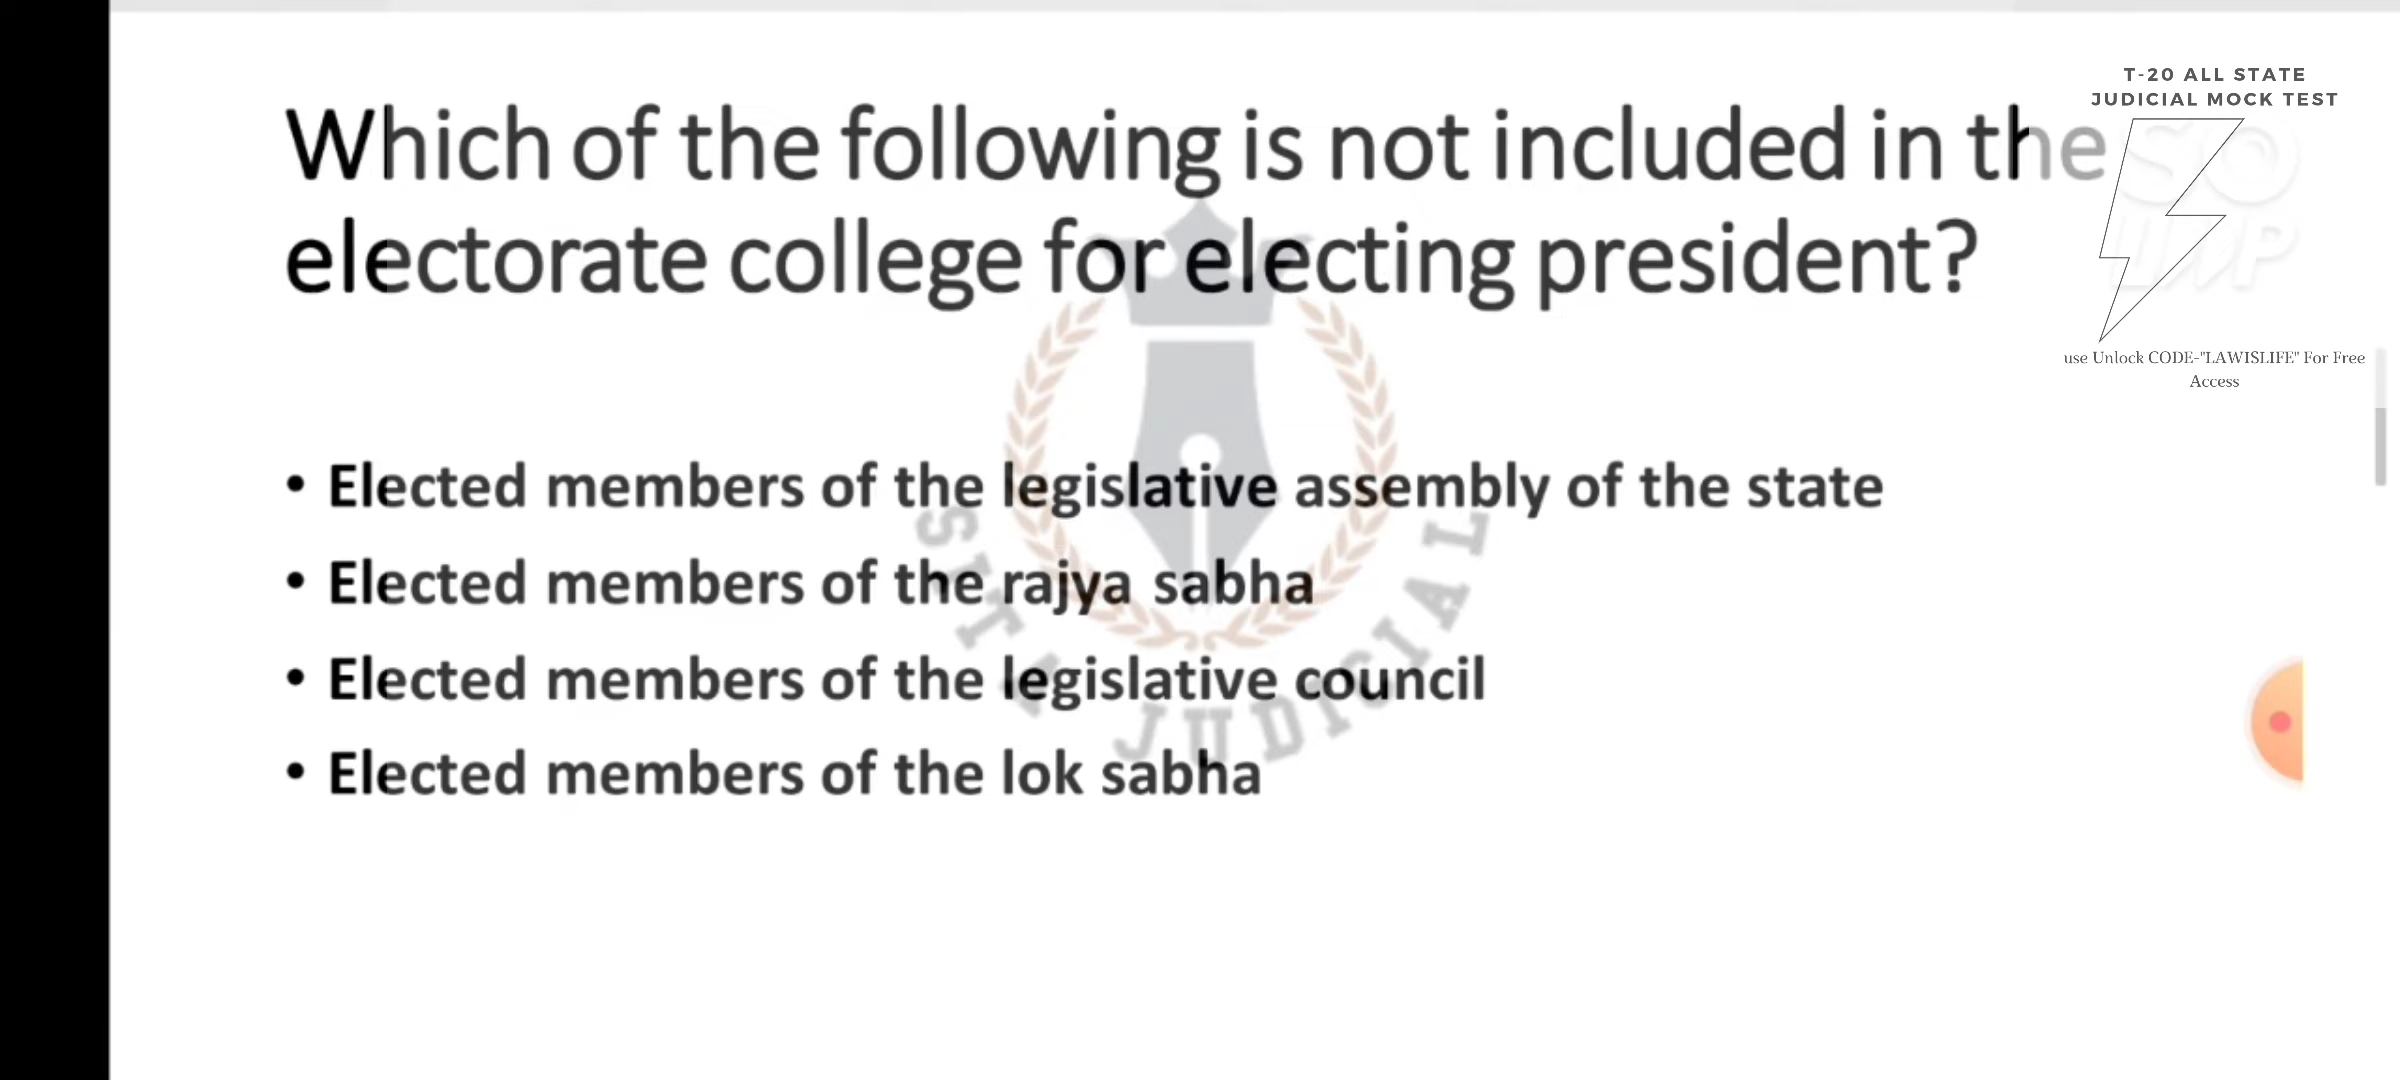 T-20 ALL STATE
JUDICIAL MOCK TEST
Which of the following is not included in the
electorate college for electing president?
use Unlock CODE-"LAWISLIFE" For Free
Access
• Elected members of the legislative assembly of the state
• Elected members of the rajya sabha
• Elected members of the legislative council
• Elected members of the lok sabha
JUDICIAL